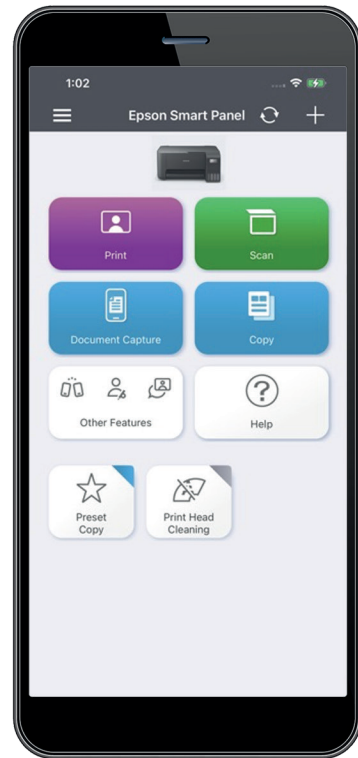 1:02
Epson Smart Panel
Print
Scan
Document Capture
Copy
Other Features
Help
Preset
Copy
Print Head
Cleaning